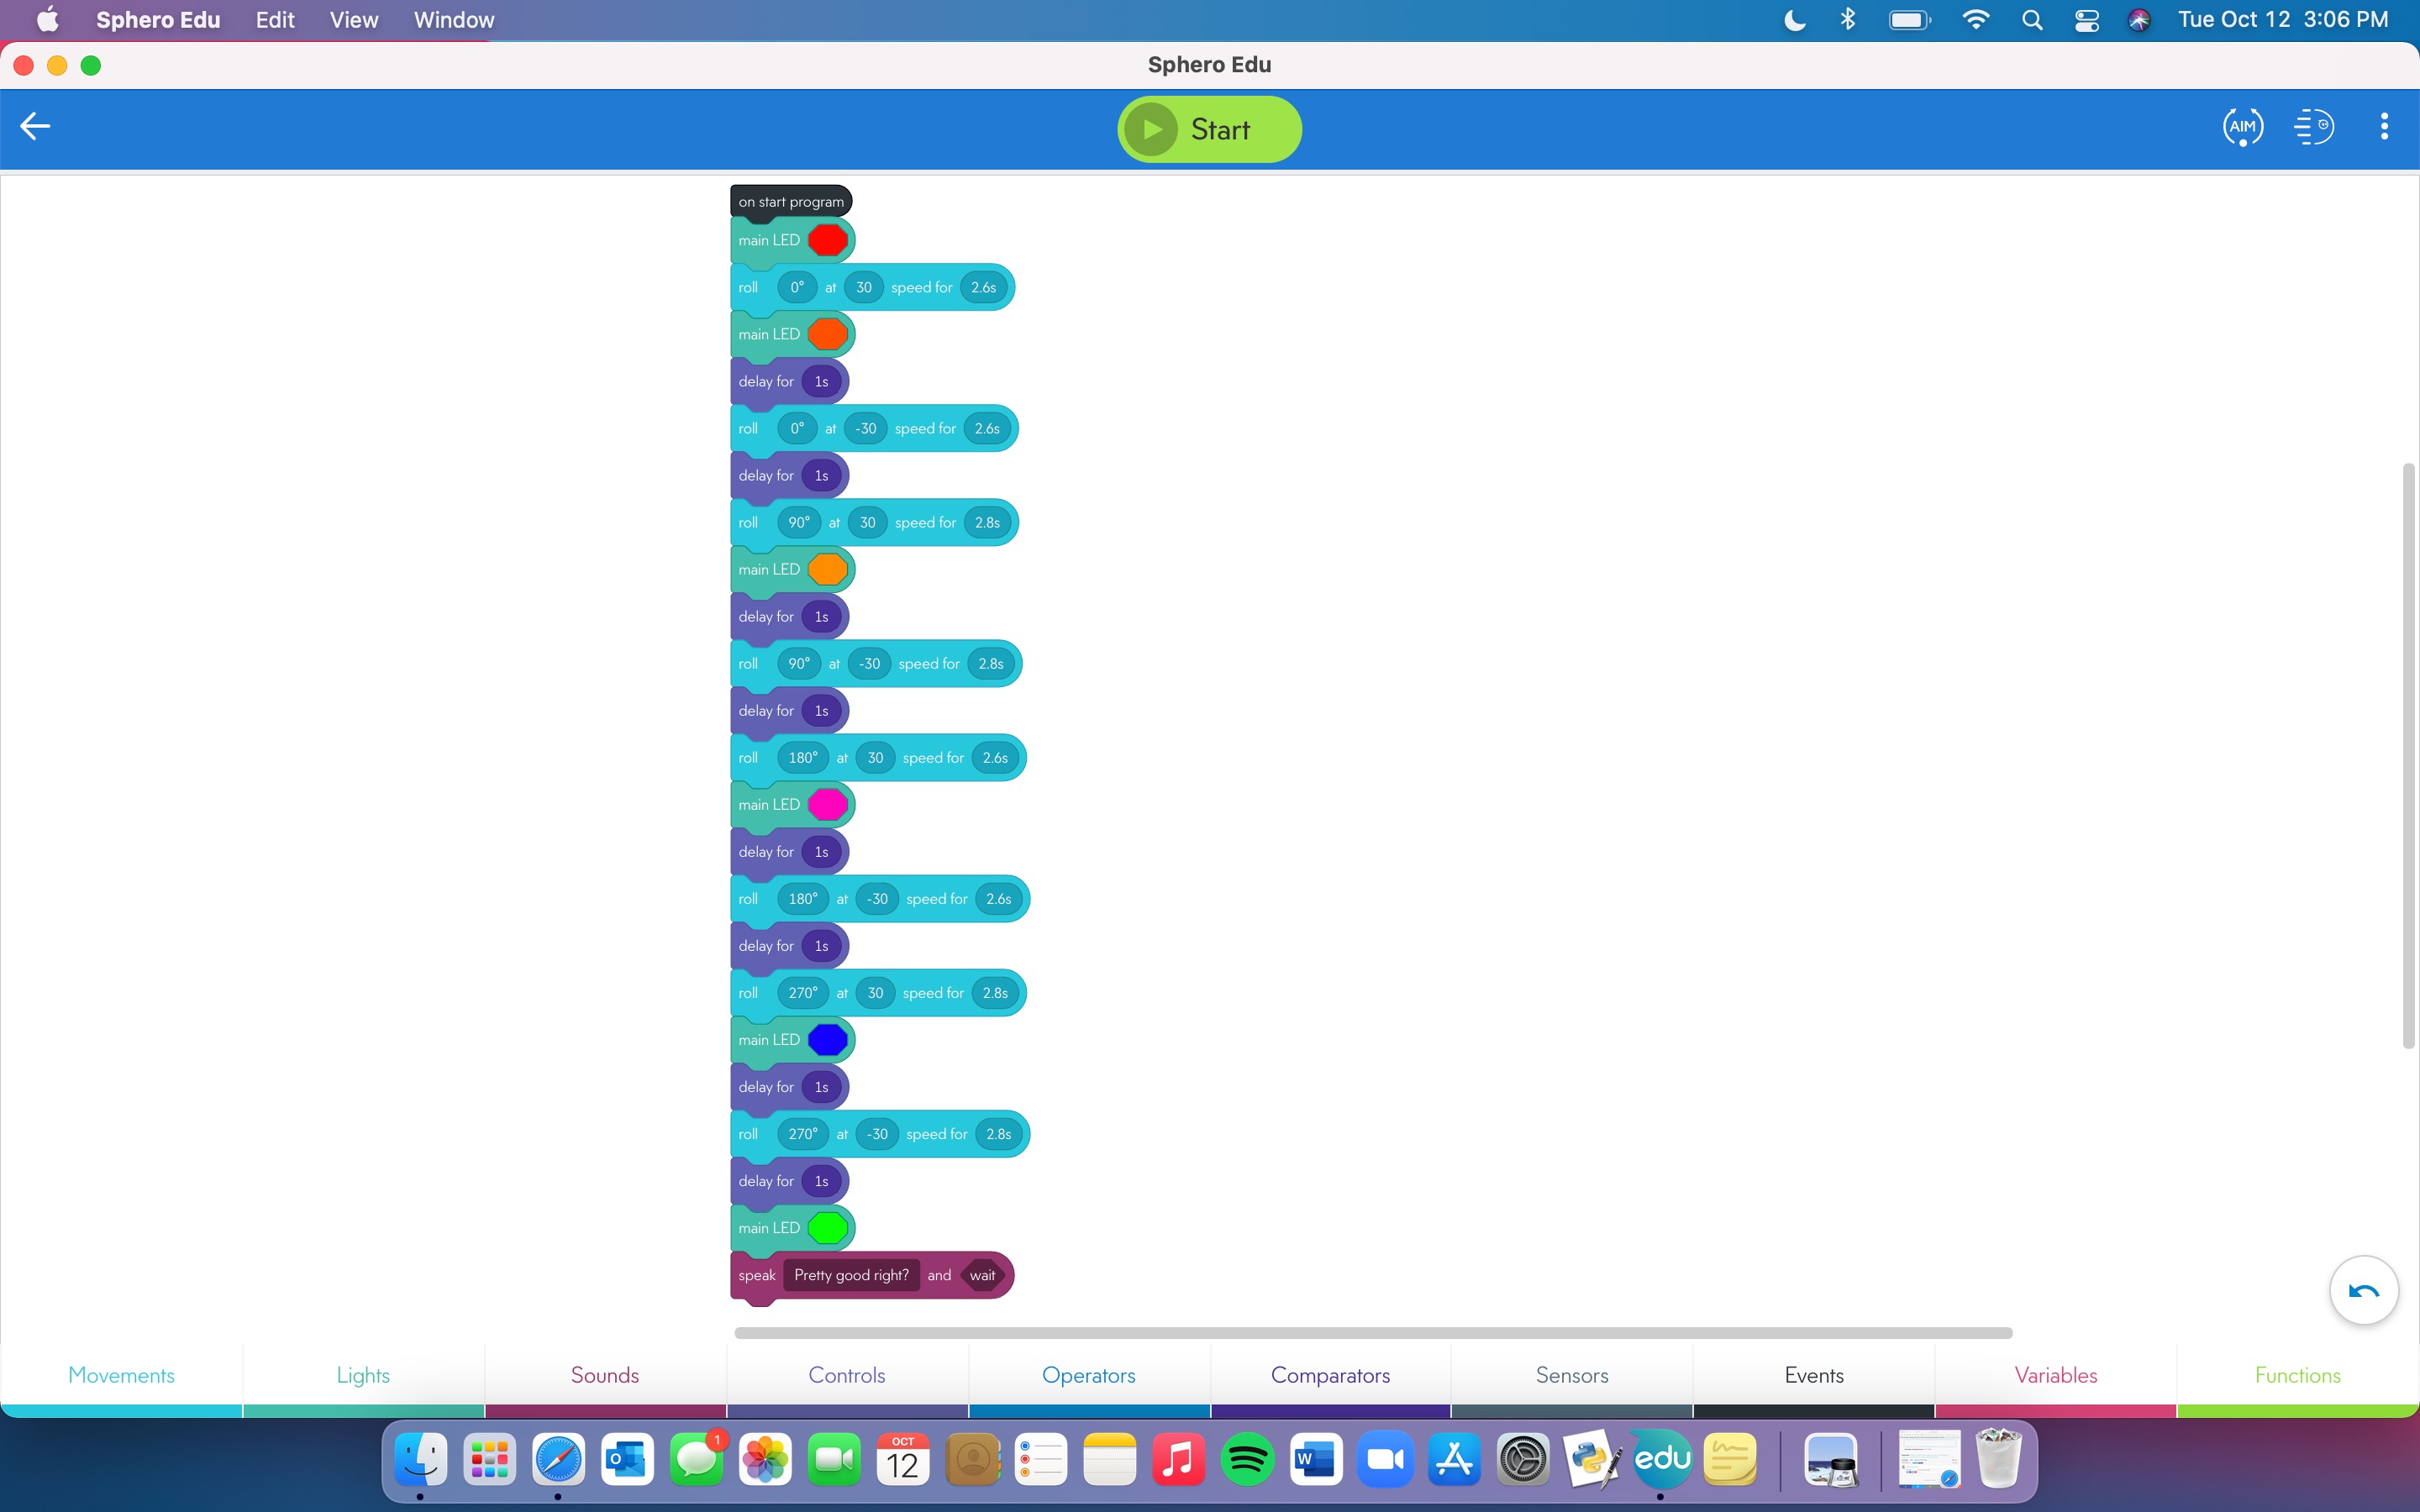 Sphero Edu Edit View Window Tue Oct 12 3:06 PM
Sphero Edu
Start
AIM
on start program
main LED
roll 0° at 30 speed for 2.6s
main LED
delay for 1s
roll 0° at -30 speed for 2.6s
delay for 1s
roll 90° at 30 speed for 2.8s
main LED
delay for 1s
roll 90° at -30 speed for 2.8s
delay for 1s
roll 180° at 30 speed for 2.6s
main LED
delay for 1s
roll 180° at -30 speed for 2.6s
delay for 1s
roll 270° at 30 speed for 2.8s
main LED
delay for 1s
roll 270° at -30 speed for 2.8s
delay for 1s
main LED
speak Pretty good right? and wait
Movements Lights Sounds Controls Operators Comparators Sensors Events Variables Functions
1
OCT
12
W
edu